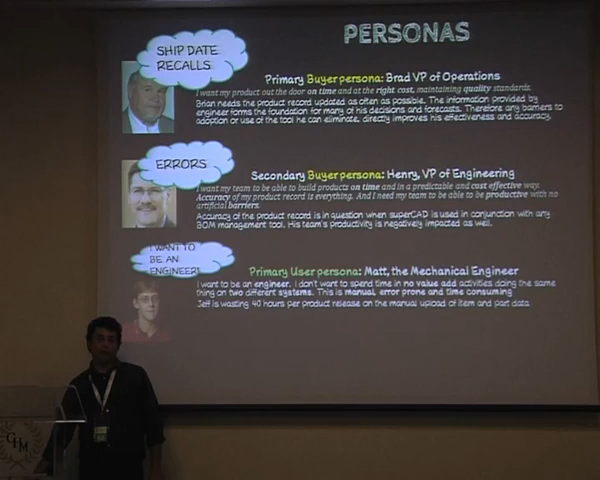 PERSONAS
SHIP DATE
RECALLS
Primary Buyer persona: Brad VP of Operations
I want my product out the door on time and at the right cost, maintaining quality standards.
Brian needs the product record updated as often as possible. The information provided by
engineer forms the foundation for many of his decisions and forecasts. Therefore any barriers to
adoption or use of the tool he can eliminate, directly improves his effectiveness and accuracy.
ERRORS
Secondary Buyer persona: Henry, VP of Engineering
I want my team to be able to build products on time and in a predictable and cost effective way.
Accuracy of my product record is everything. And I need my team to be able to be productive with no
artificial barriers.
Accuracy of the product record is in question when superCAD is used in conjunction with any
BOM management tool. His team's productivity is negatively impacted as well.
I WANT TO
BE AN
ENGINEER!
Primary User persona: Matt, the Mechanical Engineer
I want to be an engineer. I don't want to spend time in no value add activities doing the same
thing on two different systems. This is manual, error prone and time consuming
Jeff is wasting 40 hours per product release on the manual upload of item and part data
GHM